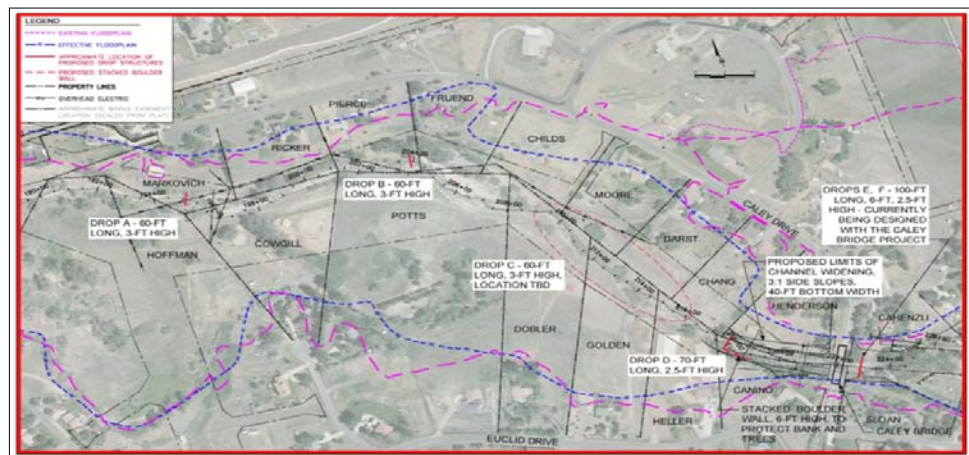 LEGEND
EXISTING FLOODPLAIN
EFFECTIVE FLOODPLAIN
APPROXIMATE LOCATION OF
PROPOSED DROP STRUCTURES
PROPOSED STACKED BOULDER
WALL
PROPERTY LINES
OVERHEAD ELECTRIC
PIERCE
FRUEND
RICKER
CHILDS
MARKOVICH
MOORE
DROP A - 60-FT
LONG, 3-FT HIGH
DROP B - 60-FT
LONG, 3-FT HIGH
POTTS
COWGILL
HOFFMAN
CALEY DRIVE
DROPS E, F - 100-FT
LONG, 6-FT, 2.5-FT
HIGH - CURRENTLY
BEING DESIGNED
WITH THE CALEY
BRIDGE PROJECT
DARST
DROP C - 60-FT
LONG, 3-FT HIGH,
LOCATION TBD
PROPOSED LIMITS OF
CHANNEL WIDENING,
3:1 SIDE SLOPES,
40-FT BOTTOM WIDTH
CHANG
HENDERSON
CAHENZLI
DOBLER
GOLDEN
DROP D - 70-FT
LONG, 2.5-FT HIGH
CANINO
HELLER
STACKED BOULDER
WALL, 6-FT HIGH, TO
PROTECT BANK AND
TREES
SLOAN
CALEY BRIDGE
EUCLID DRIVE